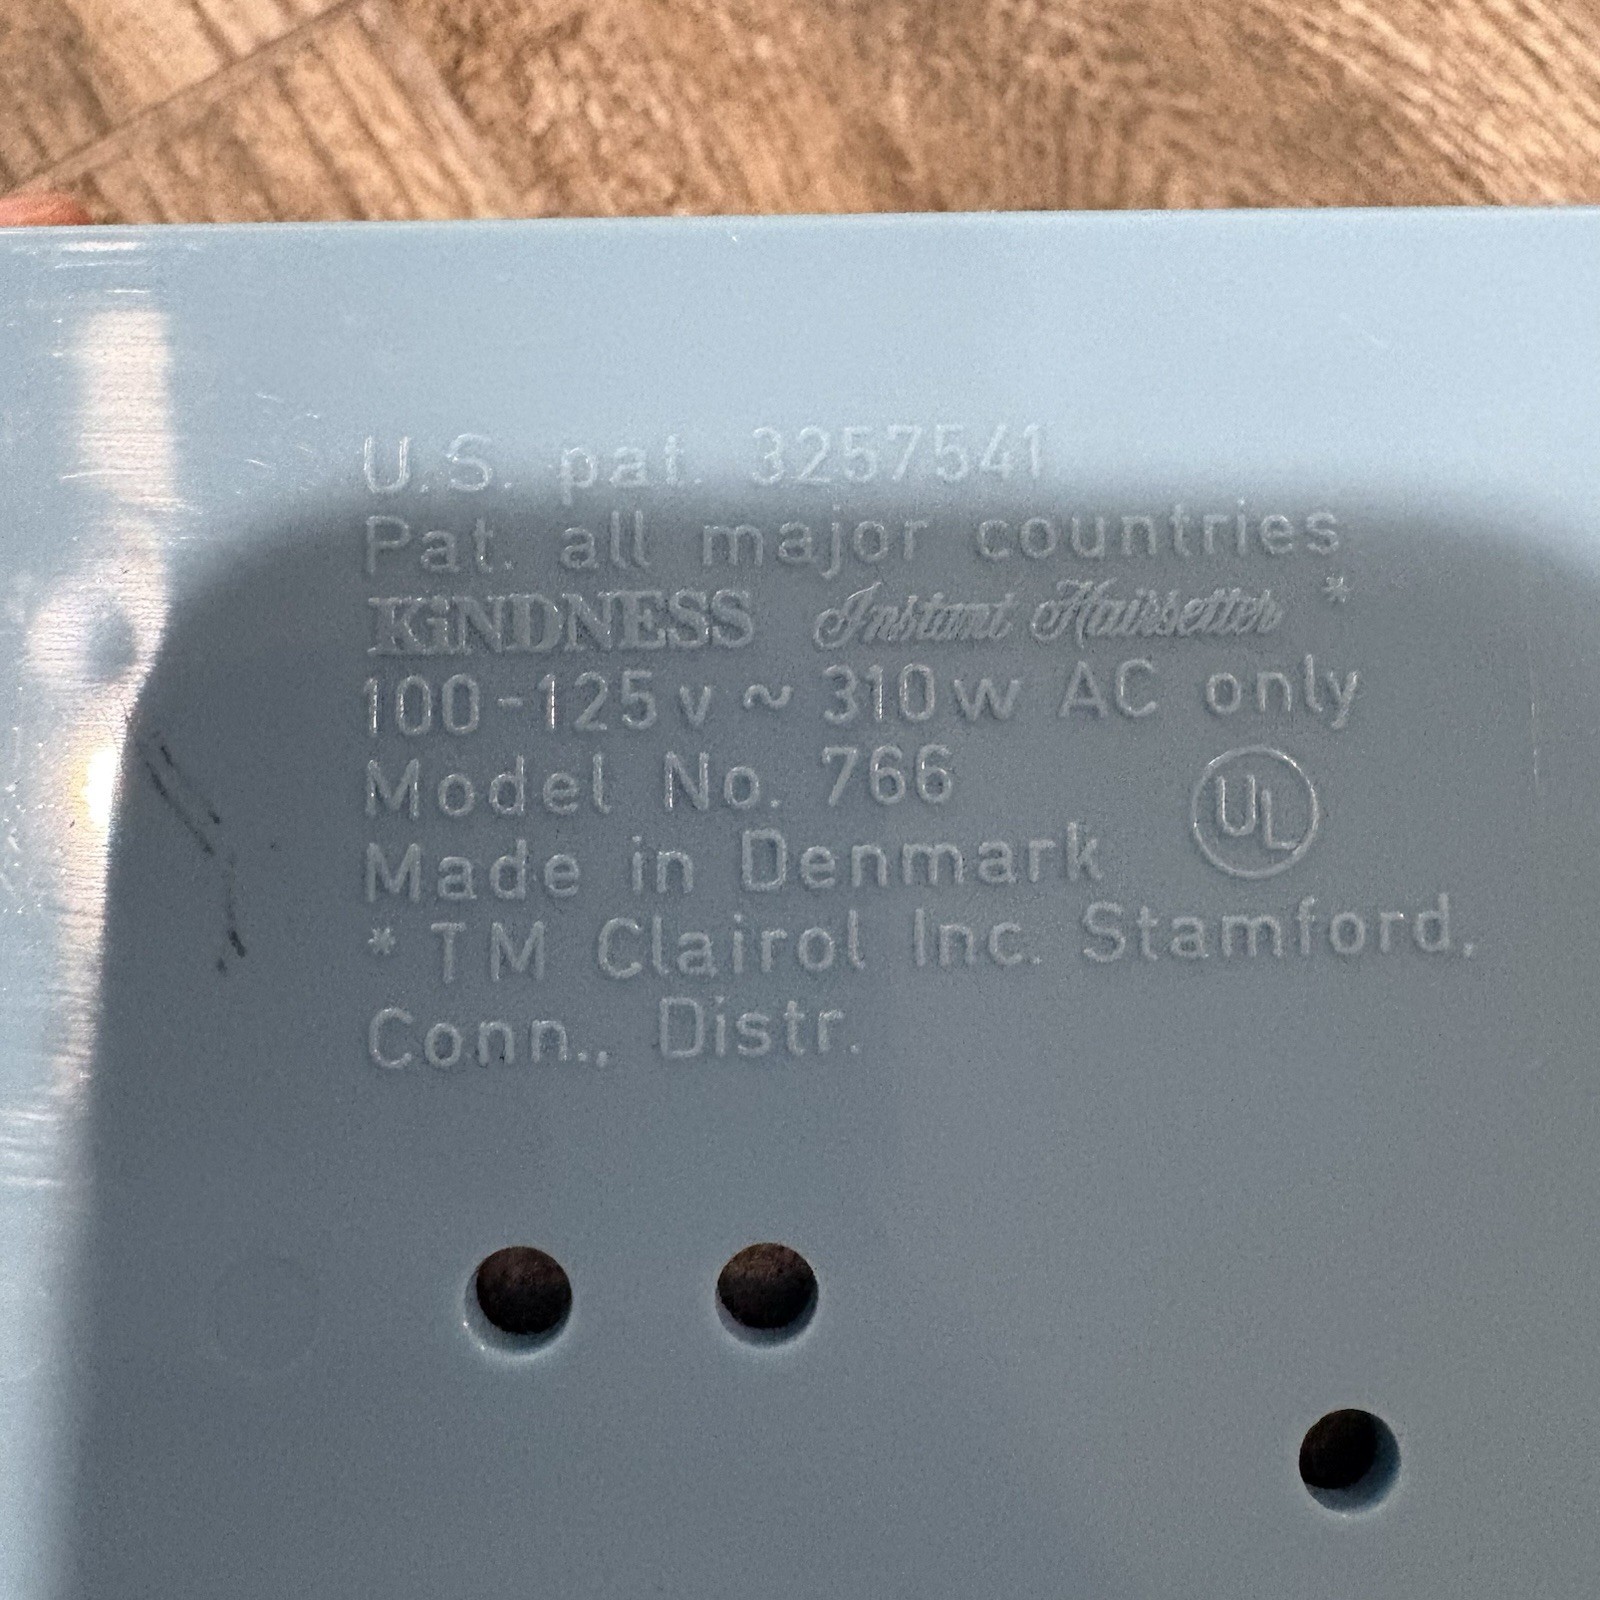 U.S. pat. 3257541
Pat. all major countries
KiNDNESS Instant Hairsetter *
100-125v ~ 310w AC only
Model No. 766
UL
Made in Denmark
* TM Clairol Inc. Stamford,
Conn., Distr.